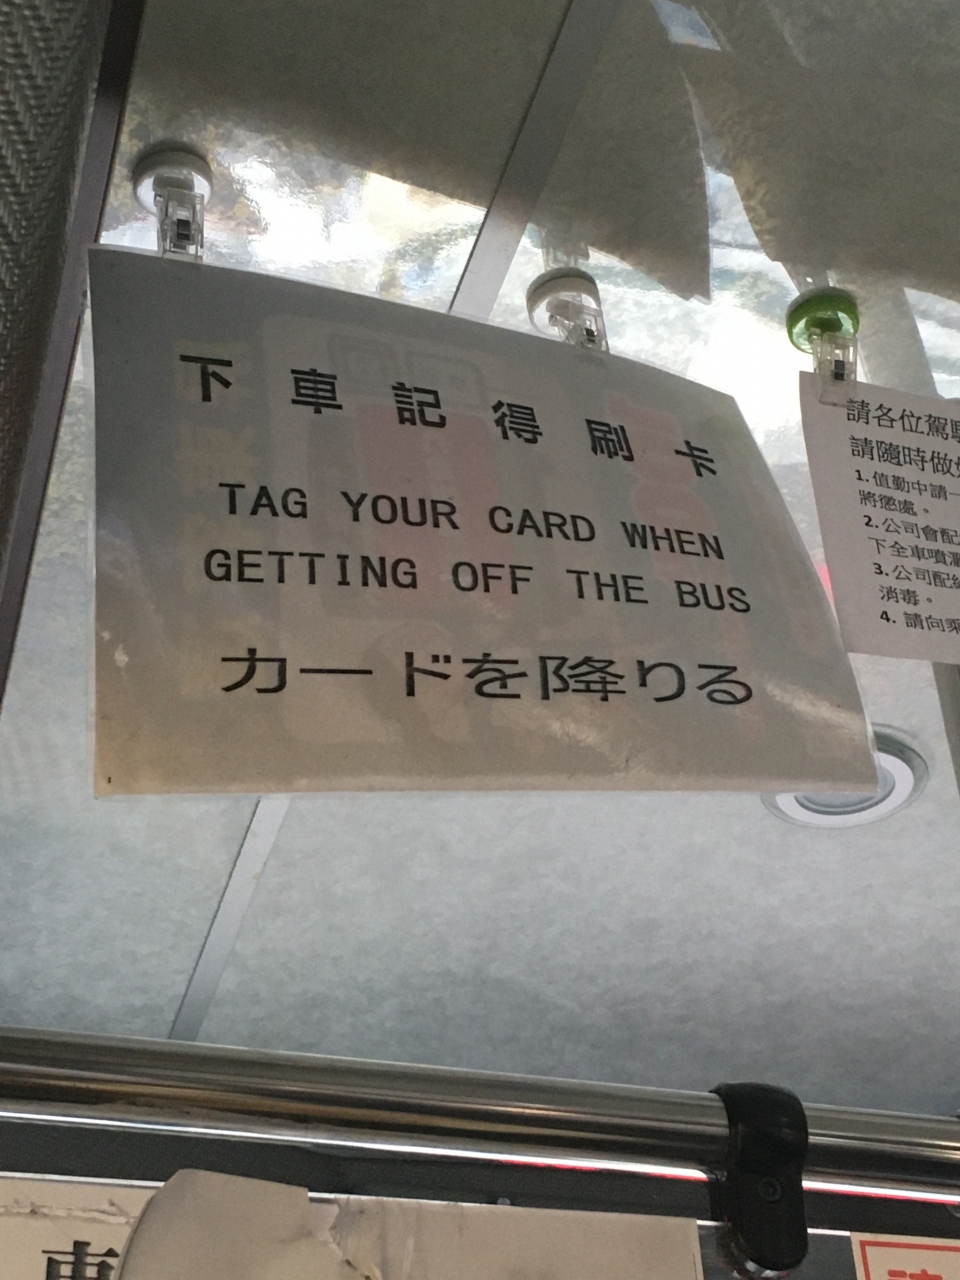 下車記得刷卡
TAG YOUR CARD WHEN
GETTING OFF THE BUS
カードを降りる
請各位駕
請隨時做
1.值勤中請一
將懲處。
2.公司會配
下全車噴
3.公司配
消毒。
4. 請向乘
車